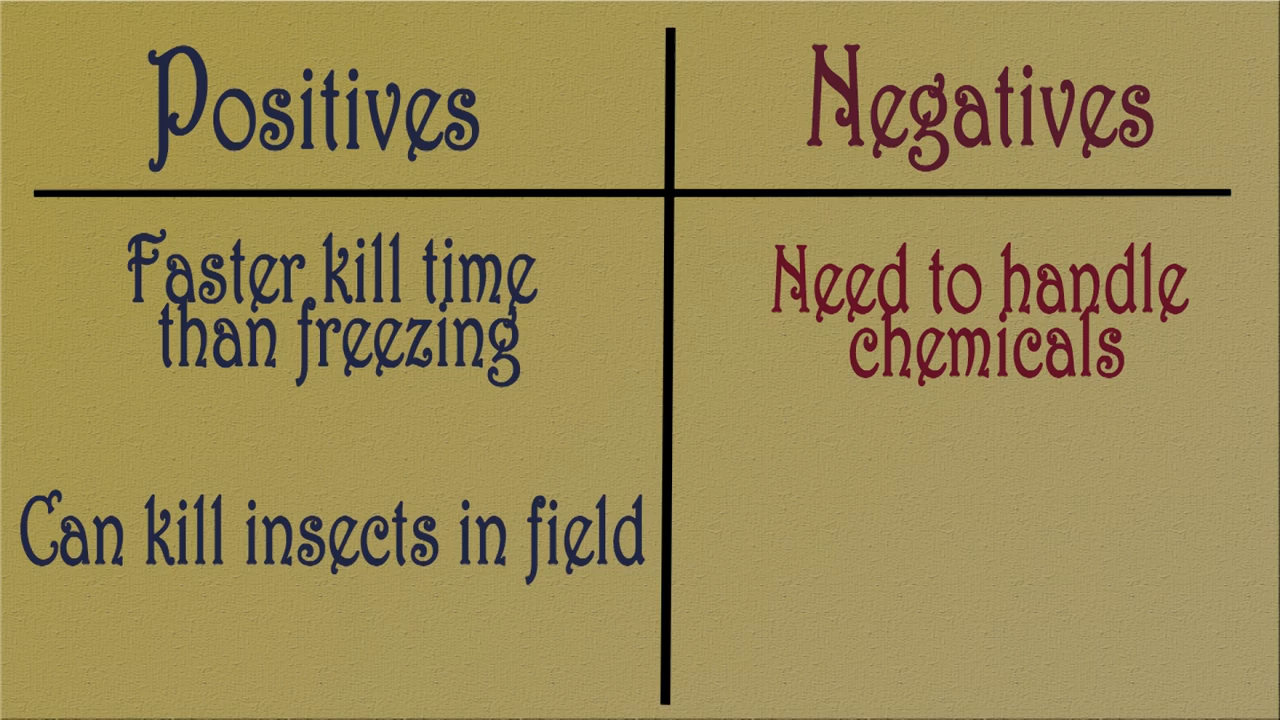 Positives
Negatives
Faster kill time
than freezing
Need to handle
chemicals
Can kill insects in field